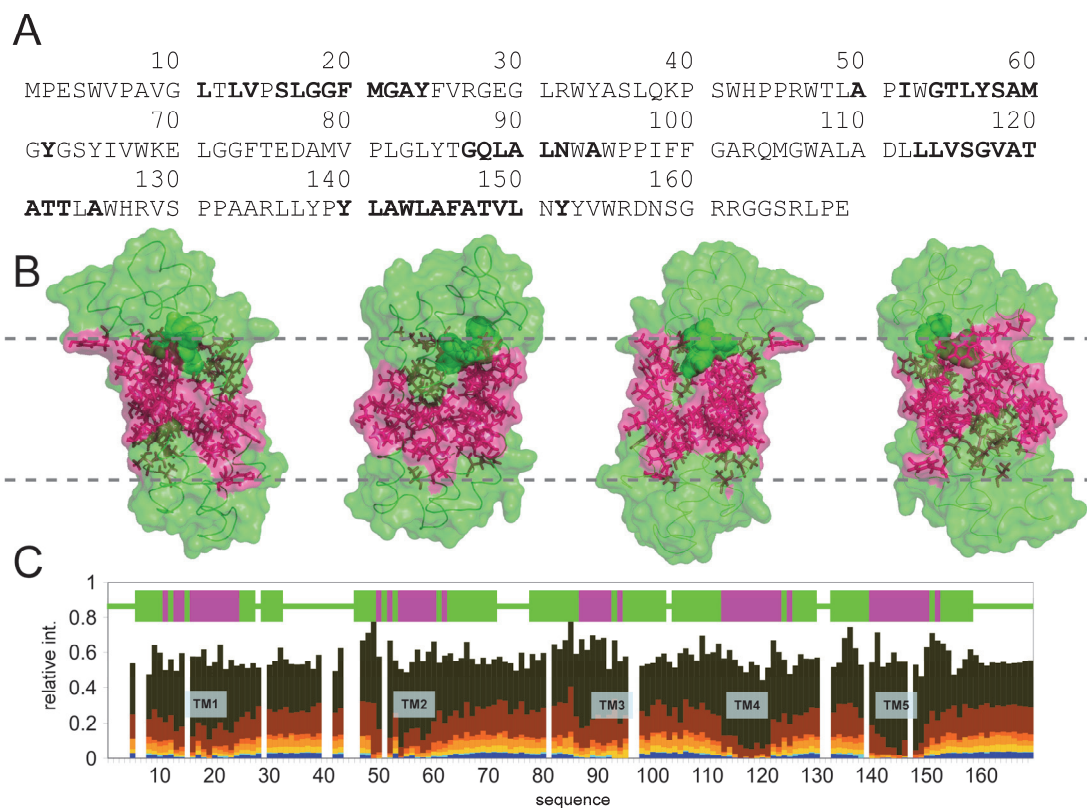 A
10 20 30 40 50 60
MPESWVPAVG LTLVPSLGGF MGAYFVRGEG LRWYASLQKP SWHPPRWTLA PIWGTLYSAM
70 80 90 100 110 120
GYGSYIVWKE LGGFTEDAMV PLGLYTGQLA LNWAWPPIFF GARQMGWALA DLLLVSGVAT
130 140 150 160
ATTLAWHRVS PPAARLLYPY LAWLAFATVL NYYVWRDNSG RRGGSRLPE
B
C
relative int.
1
0.8
0.6
0.4
0.2
0
TM1 TM2 TM3 TM4 TM5
10 20 30 40 50 60 70 80 90 100 110 120 130 140 150 160
sequence